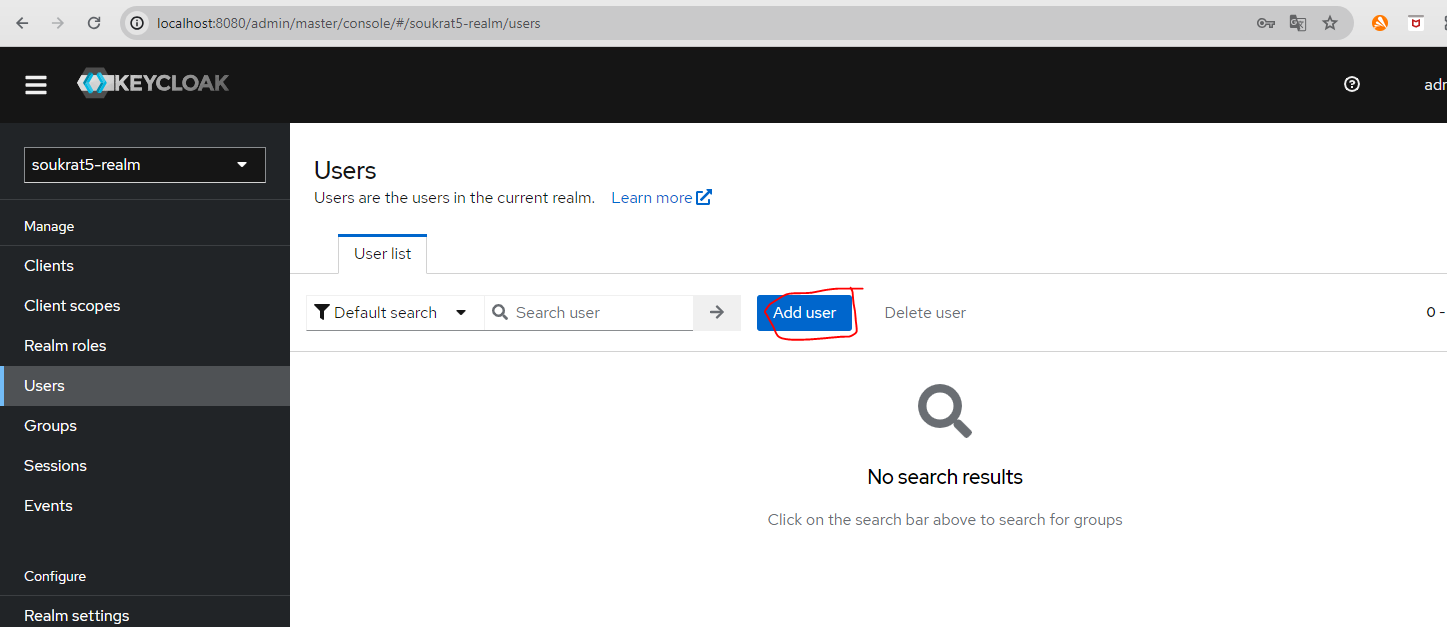 localhost:8080/admin/master/console/#/soukrat5-realm/users
KEYCLOAK
adn
soukrat5-realm
Manage
Clients
Client scopes
Realm roles
Users
Groups
Sessions
Events
Configure
Realm settings
Users
Users are the users in the current realm. Learn more
User list
Default search Search user Add user Delete user 0 -
No search results
Click on the search bar above to search for groups